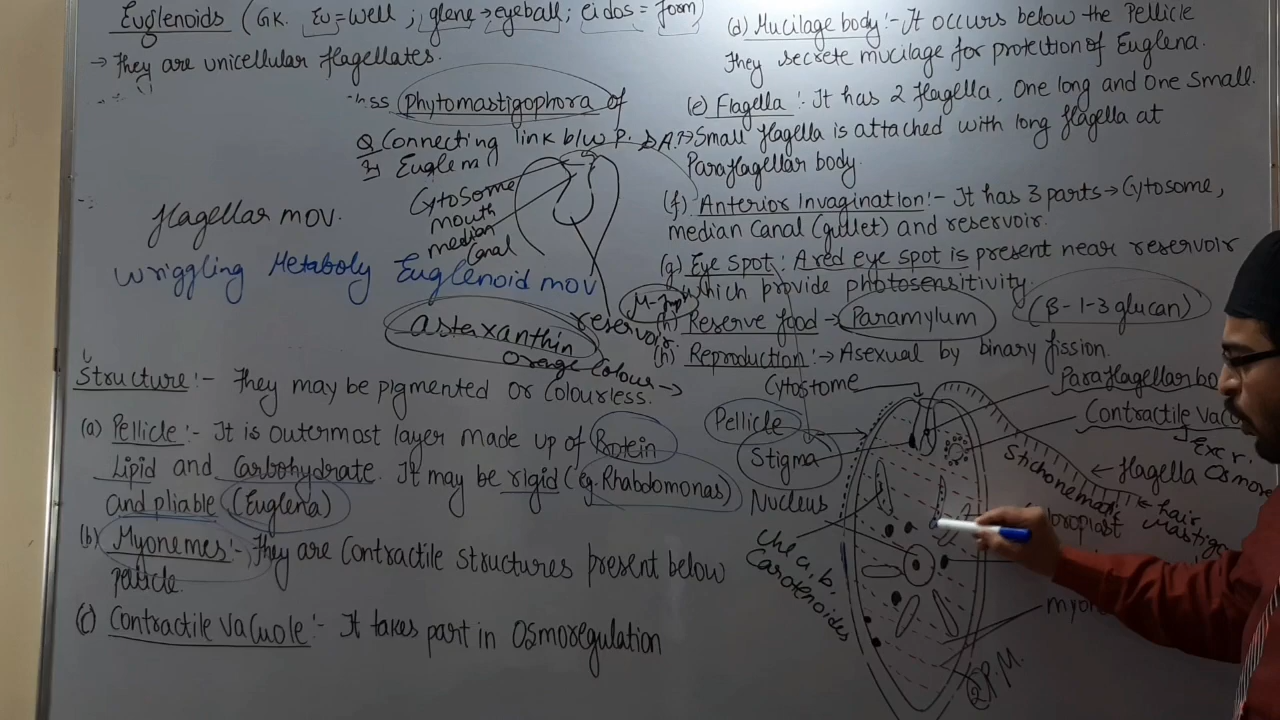 Euglenoids (GK. Eu=well ; glene→eyeball; eidos = form)
→ They are unicellular flagellates.
ss (phytomastigophora of
Q Connecting link b/w P. & A.?
Euglena
Cytosome
mouth
median
Canal
reservoir
flagellar mov.
Wriggling Metaboly Euglenoid mov
astaxanthin
orange Colour
Structure:- They may be pigmented or Colourless. →
(a) Pellicle:- It is outermost layer made up of Protein
Lipid and Carbohydrate. It may be rigid (eg. Rhabdomonas)
and pliable (Euglena)
(b) Myonemes:- They are Contractile structures present below
pellicle.
(c) Contractile vacuole:- It takes part in Osmoregulation
(d) Mucilage body:- It occurs below the Pellicle
They secrete mucilage for protection of Euglena.
(e) Flagella:- It has 2 flagella, One long and One Small.
→ Small flagella is attached with long flagella at
Paraflagellar body.
(f) Anterior Invagination:- It has 3 parts → Cytosome,
median Canal (gullet) and reservoir.
(g) Eye Spot: A red eye spot is present near reservoir
which provide photosensitivity.
(h) Reserve food → Paramylum (β-1-3 glucan)
(h) Reproduction:→ Asexual by binary fission.
Cytostome
Pellicle
Stigma
Nucleus
Chl a, b,
Carotenoids
Paraflagellar bo
Contractile vacu
excr.
Osmore
← flagella
Stichonematic
← hair
Mastigo
myo
P.M.